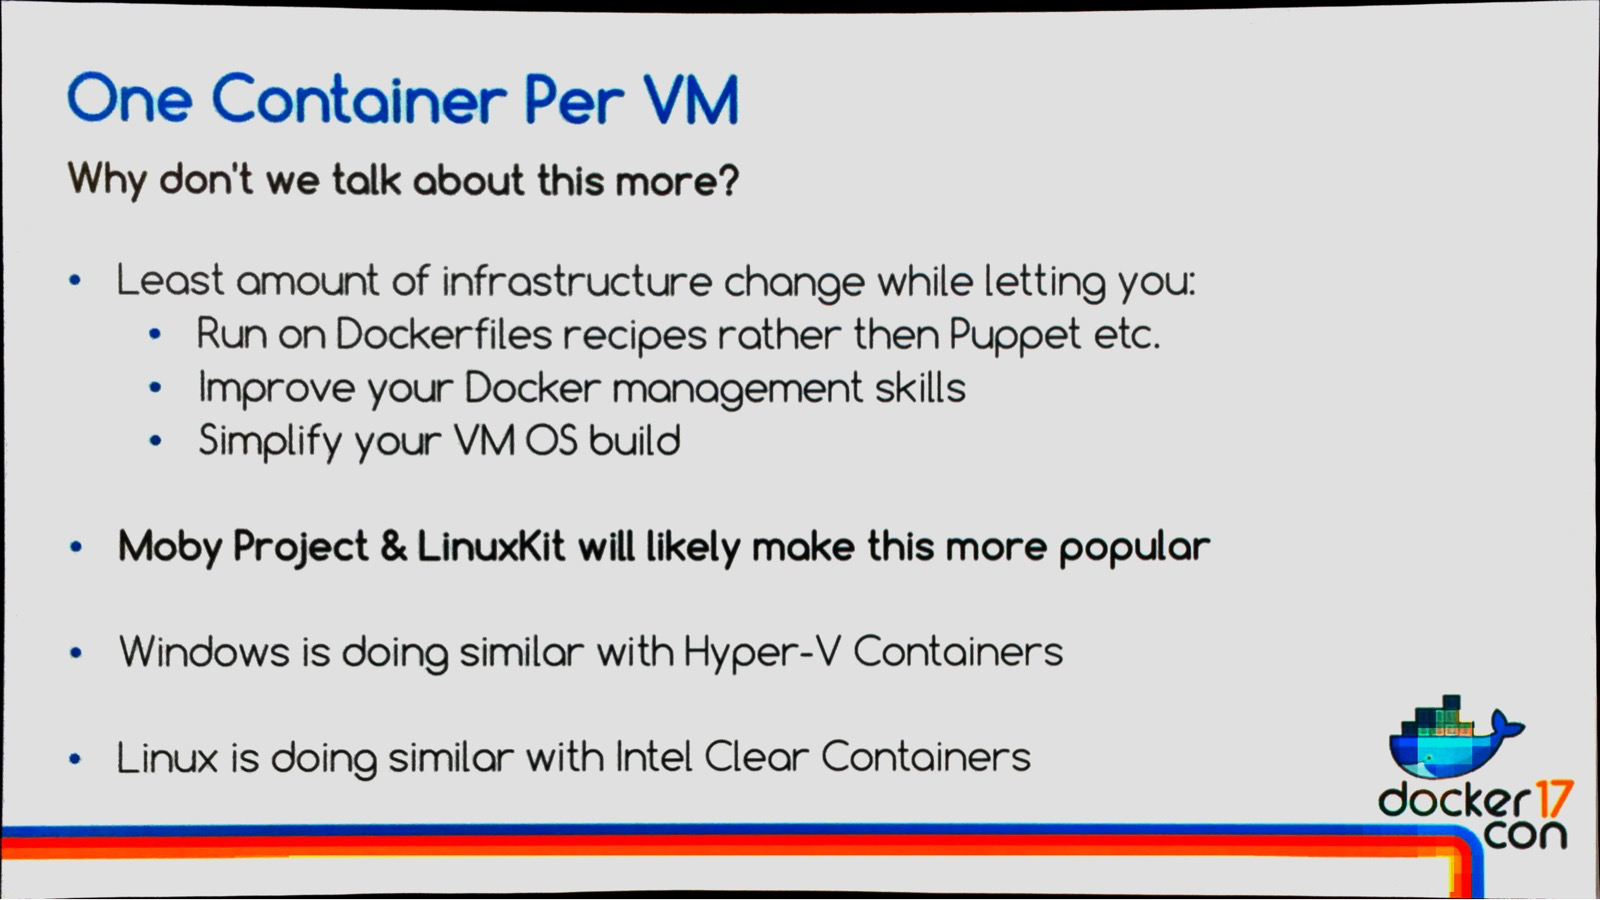 One Container Per VM
Why don't we talk about this more?
• Least amount of infrastructure change while letting you:
• Run on Dockerfiles recipes rather then Puppet etc.
• Improve your Docker management skills
• Simplify your VM OS build
• Moby Project & LinuxKit will likely make this more popular
• Windows is doing similar with Hyper-V Containers
• Linux is doing similar with Intel Clear Containers
docker 17
con